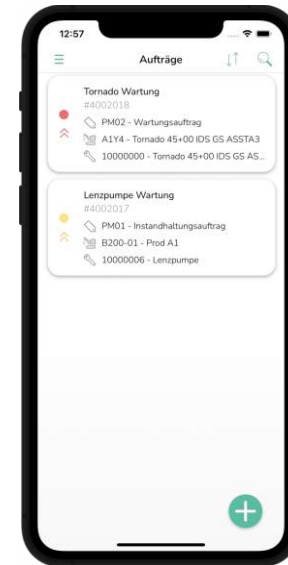 12:57
Aufträge
Tornado Wartung
#4002018
PM02 - Wartungsauftrag
A1Y4 - Tornado 45+00 IDS GS ASSTA3
10000000 - Tornado 45+00 IDS GS AS...
Lenzpumpe Wartung
#4002017
PM01 - Instandhaltungsauftrag
B200-01 - Prod A1
10000006 - Lenzpumpe